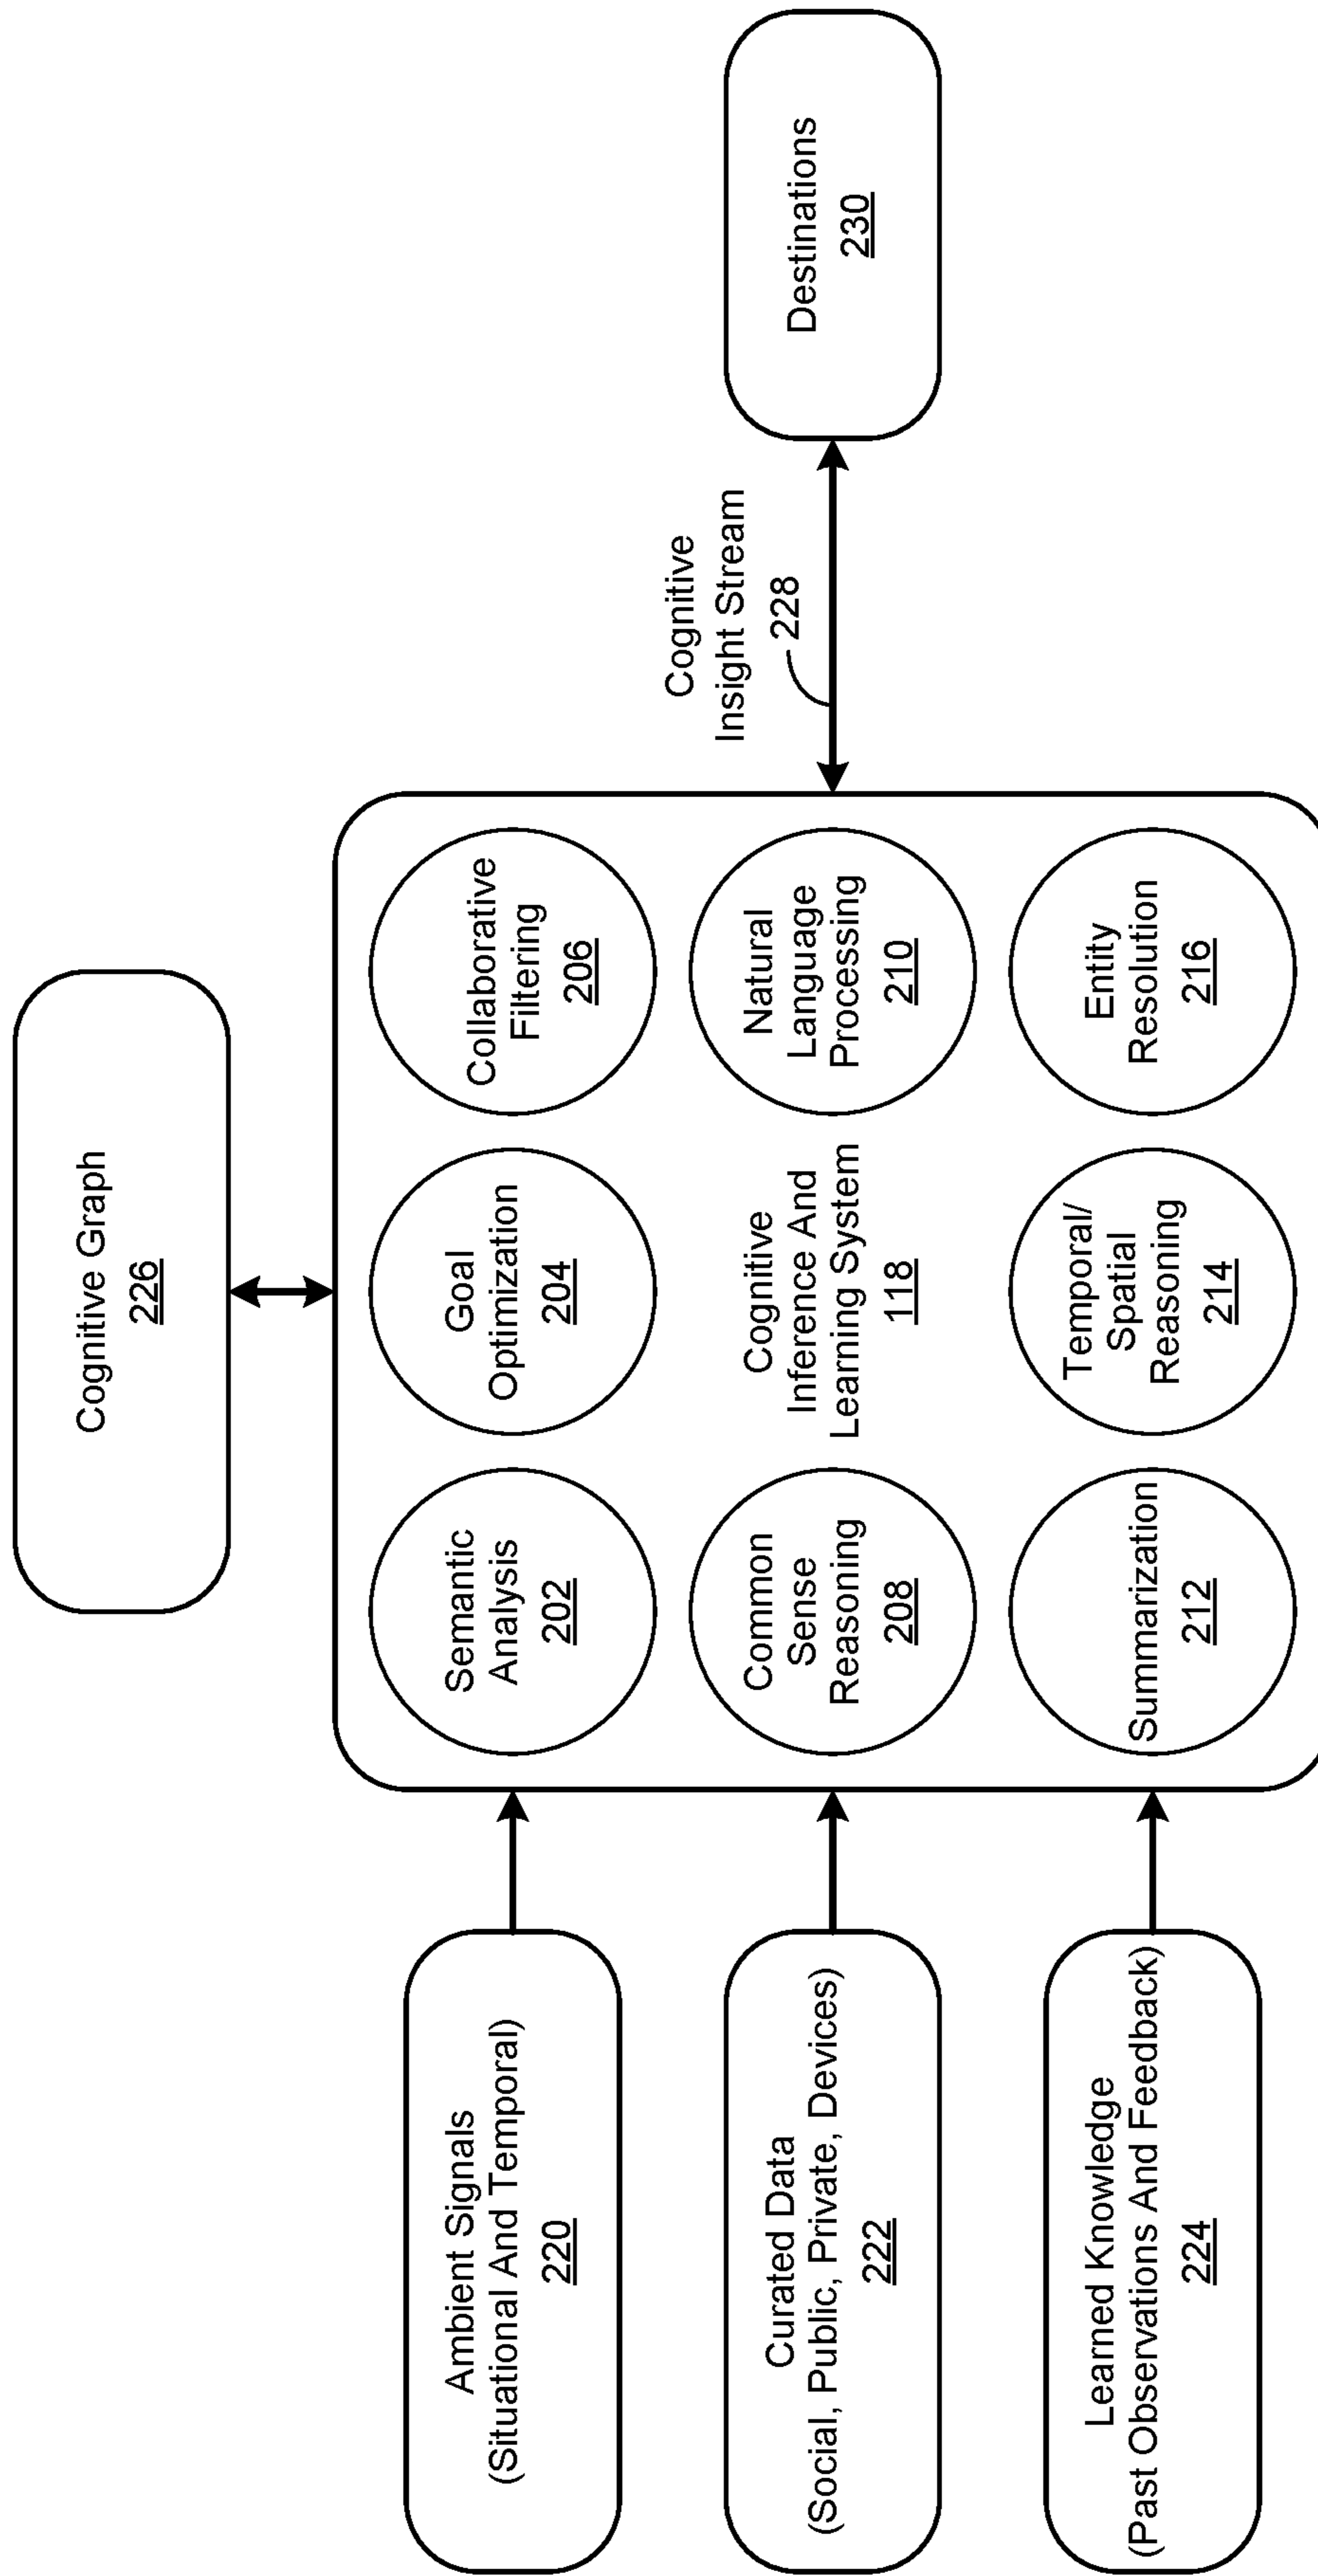 Cognitive Graph
226
Ambient Signals
(Situational And Temporal)
220
Curated Data
(Social, Public, Private, Devices)
222
Learned Knowledge
(Past Observations And Feedback)
224
Semantic
Analysis
202
Goal
Optimization
204
Collaborative
Filtering
206
Common
Sense
Reasoning
208
Cognitive
Inference And
Learning System
118
Natural
Language
Processing
210
Summarization
212
Temporal/
Spatial
Reasoning
214
Entity
Resolution
216
Cognitive
Insight Stream
228
Destinations
230